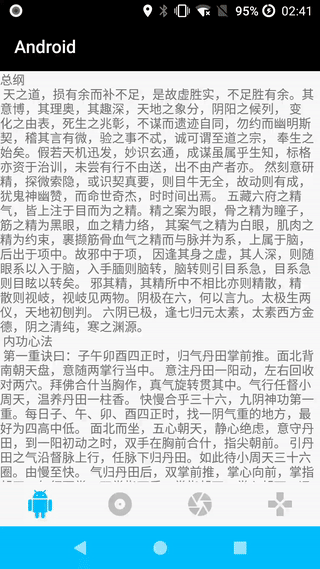 95% 02:41
Android
总纲
天之道，损有余而补不足，是故虚胜实，不足胜有余。其
意博，其理奥，其趣深，天地之象分，阴阳之候列， 变
化之由表，死生之兆彰，不谋而遗迹自同，勿约而幽明斯
契，稽其言有微，验之事不忒，诚可谓至道之宗， 奉生之
始矣。假若天机迅发，妙识玄通，成谋虽属乎生知，标格
亦资于治训，未尝有行不由送，出不由产者亦。 然刻意研
精，探微索隐，或识契真要，则目牛无全，故动则有成，
犹鬼神幽赞，而命世奇杰，时时间出焉。 五藏六府之精
气，皆上注于目而为之精。精之案为眼，骨之精为瞳子，
筋之精为黑眼，血之精力络， 其案气之精为白眼，肌肉之
精为约束，裹撷筋骨血气之精而与脉并为系，上属于脑，
后出于项中。故邪中于项， 因逢其身之虚，其人深，则随
眼系以入于脑，入手腼则脑转，脑转则引目系急，目系急
则目眩以转矣。 邪其精，其精所中不相比亦则精散，精
散则视岐，视岐见两物。阴极在六，何以言九。太极生两
仪，天地初刨判。 六阴已极，逢七归元太素，太素西方金
德，阴之清纯，寒之渊源。
内功心法
第一重诀曰：子午卯酉四正时，归气丹田掌前推。面北背
南朝天盘，意随两掌行当中。 意注丹田一阳动，左右回收
对两穴。拜佛合什当胸作，真气旋转贯其中。气行任督小
周天，温养丹田一柱香。 快慢合乎三十六，九阴神功第一
重。每日子、午、卯、酉四正时，找一阴气重的地方，最
好为四高中低。 面北而坐，五心朝天，静心绝虑，意守丹
田，到一阳初动之时，双手在胸前合什，指尖朝前。 引丹
田之气沿督脉上行，任脉下归丹田。如此待小周天三十六
圈。由慢至快。 气归丹田后，双掌前推，掌心向前，掌指